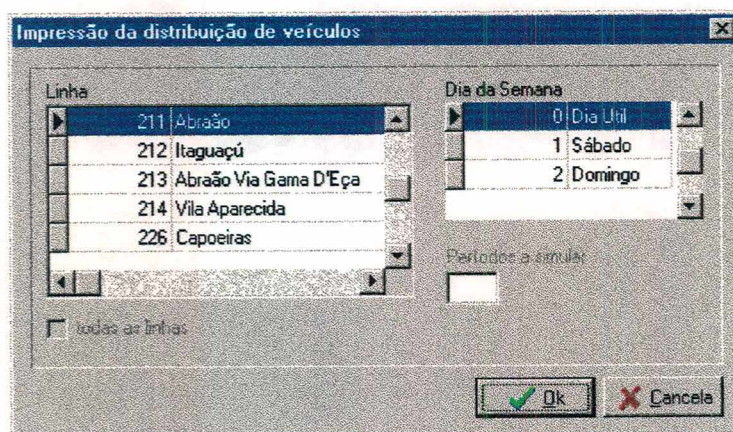 Impressão da distribuição de veículos
Linha
211 Abraão
212 Itaguaçú
213 Abraão Via Gama D'Eça
214 Vila Aparecida
226 Capoeiras
todas as linhas
Dia da Semana
0 Dia Util
1 Sábado
2 Domingo
Períodos a simular
Ok
Cancela